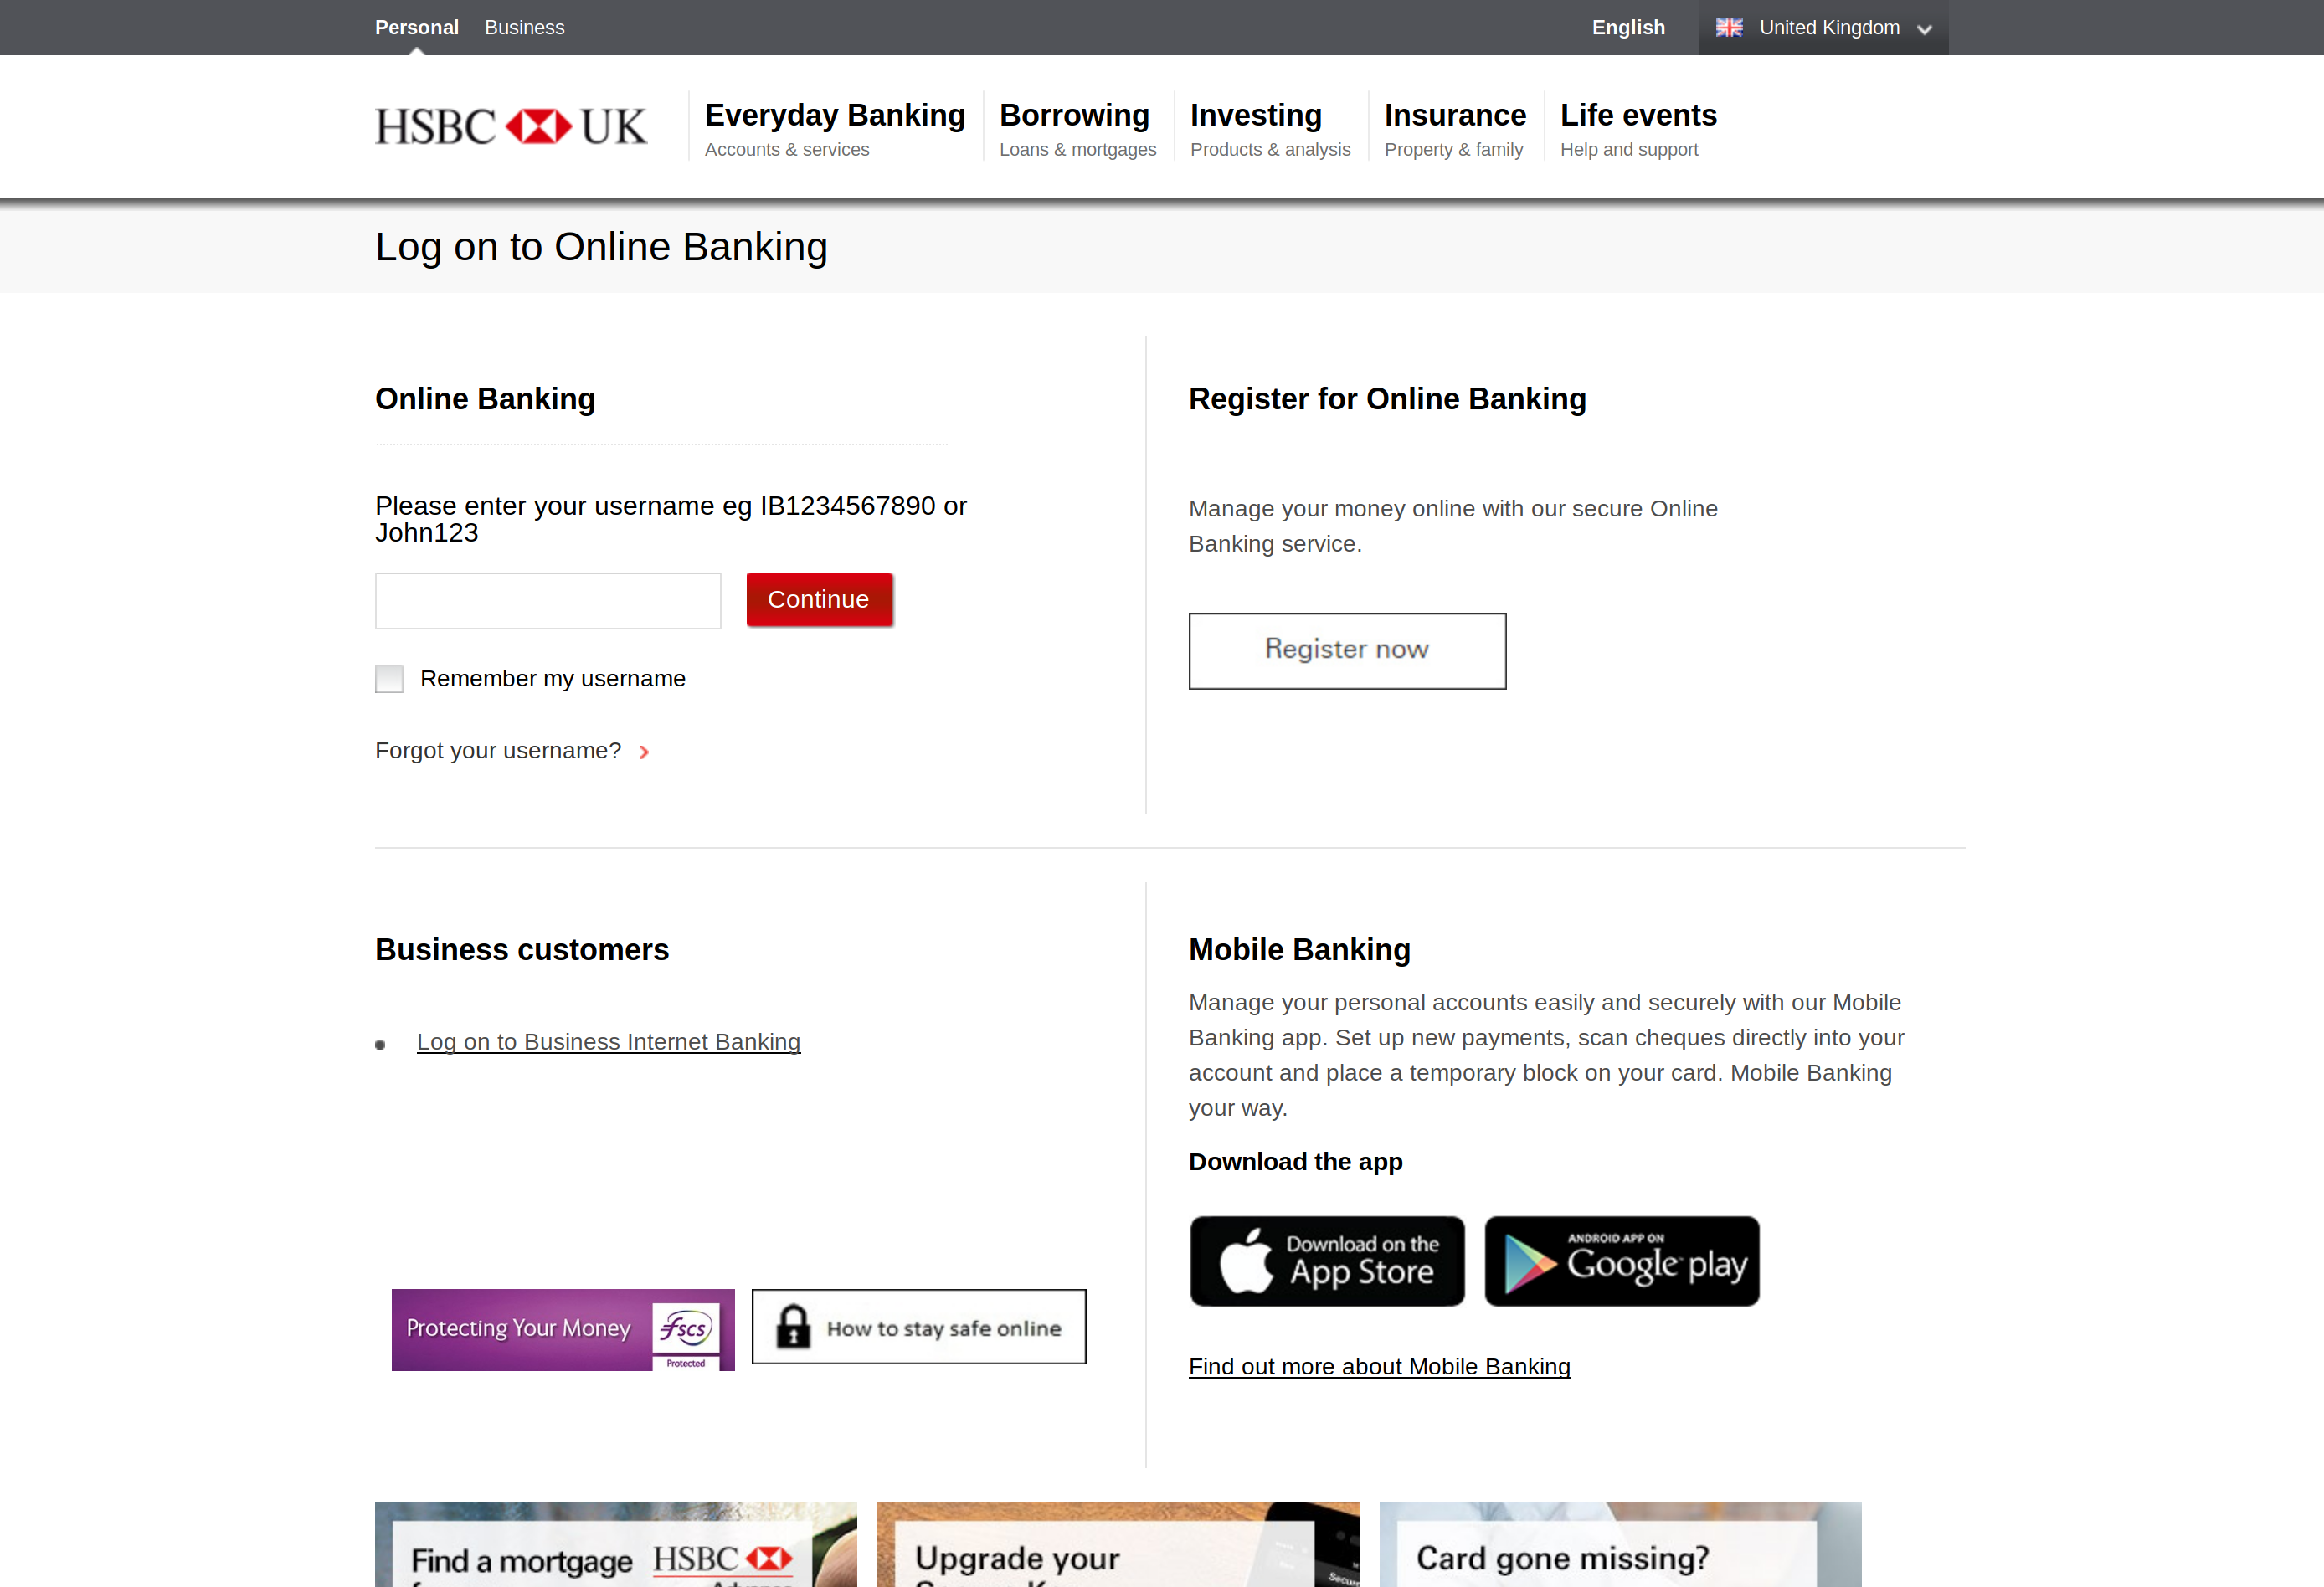 Personal Business English United Kingdom
HSBC UK
Everyday Banking Borrowing Investing Insurance Life events
Accounts & services Loans & mortgages Products & analysis Property & family Help and support
Log on to Online Banking
Online Banking
Please enter your username eg IB1234567890 or
John123
Continue
Remember my username
Forgot your username?
Register for Online Banking
Manage your money online with our secure Online
Banking service.
Register now
Business customers
Log on to Business Internet Banking
Protecting Your Money
fscs
Protected
How to stay safe online
Mobile Banking
Manage your personal accounts easily and securely with our Mobile
Banking app. Set up new payments, scan cheques directly into your
account and place a temporary block on your card. Mobile Banking
your way.
Download the app
Download on the
App Store
ANDROID APP ON
Google play
Find out more about Mobile Banking
Find a mortgage
HSBC
Upgrade your
Card gone missing?